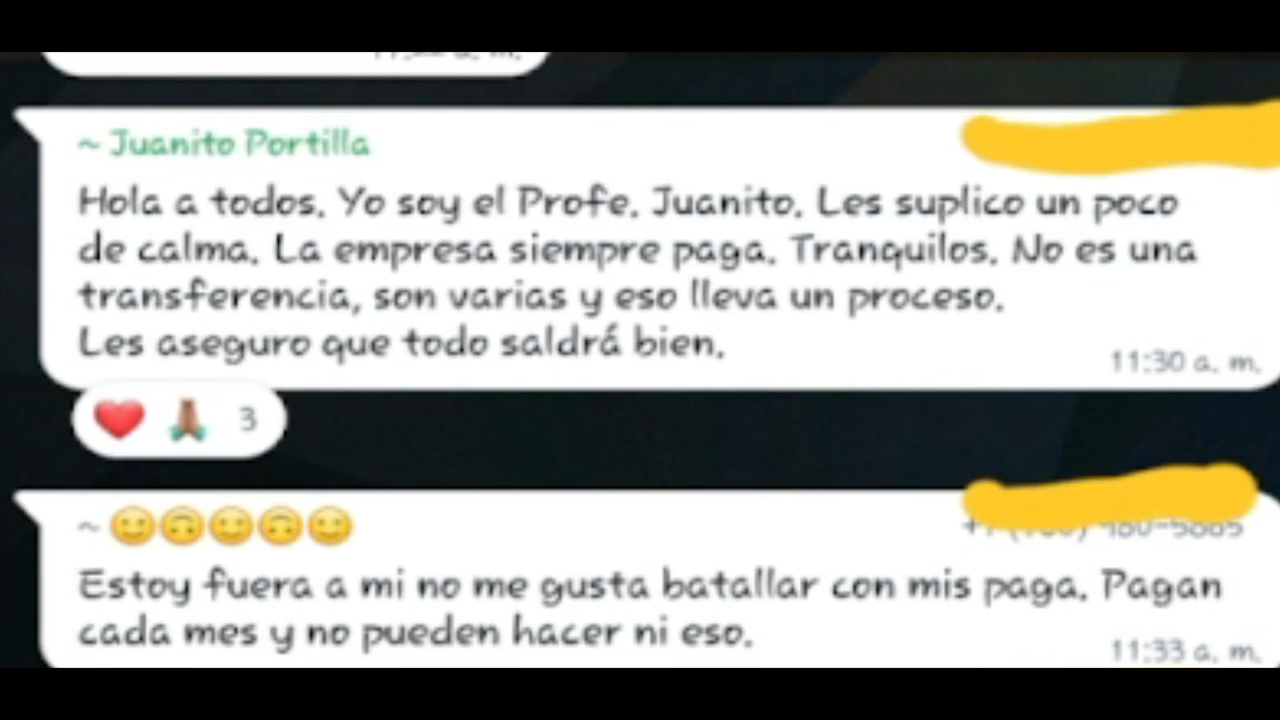 ~ Juanito Portilla
Hola a todos. Yo soy el Profe. Juanito. Les suplico un poco
de calma. La empresa siempre paga. Tranquilos. No es una
transferencia, son varias y eso lleva un proceso.
Les aseguro que todo saldrá bien.
11:30 a. m.
3
~
Estoy fuera a mi no me gusta batallar con mis paga. Pagan
cada mes y no pueden hacer ni eso.
11:33 a. m.